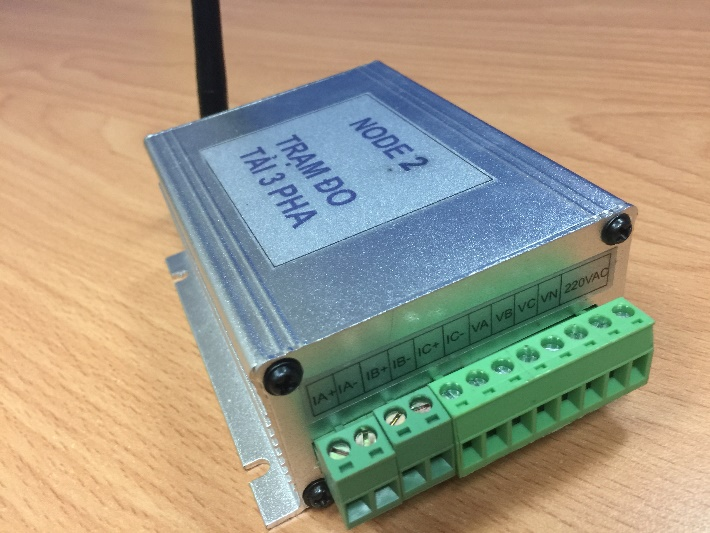 NODE 2
TRẠM ĐO
TẢI 3 PHA
IA+ IA- IB+ IB- IC+ IC- VA VB VC VN 220VAC